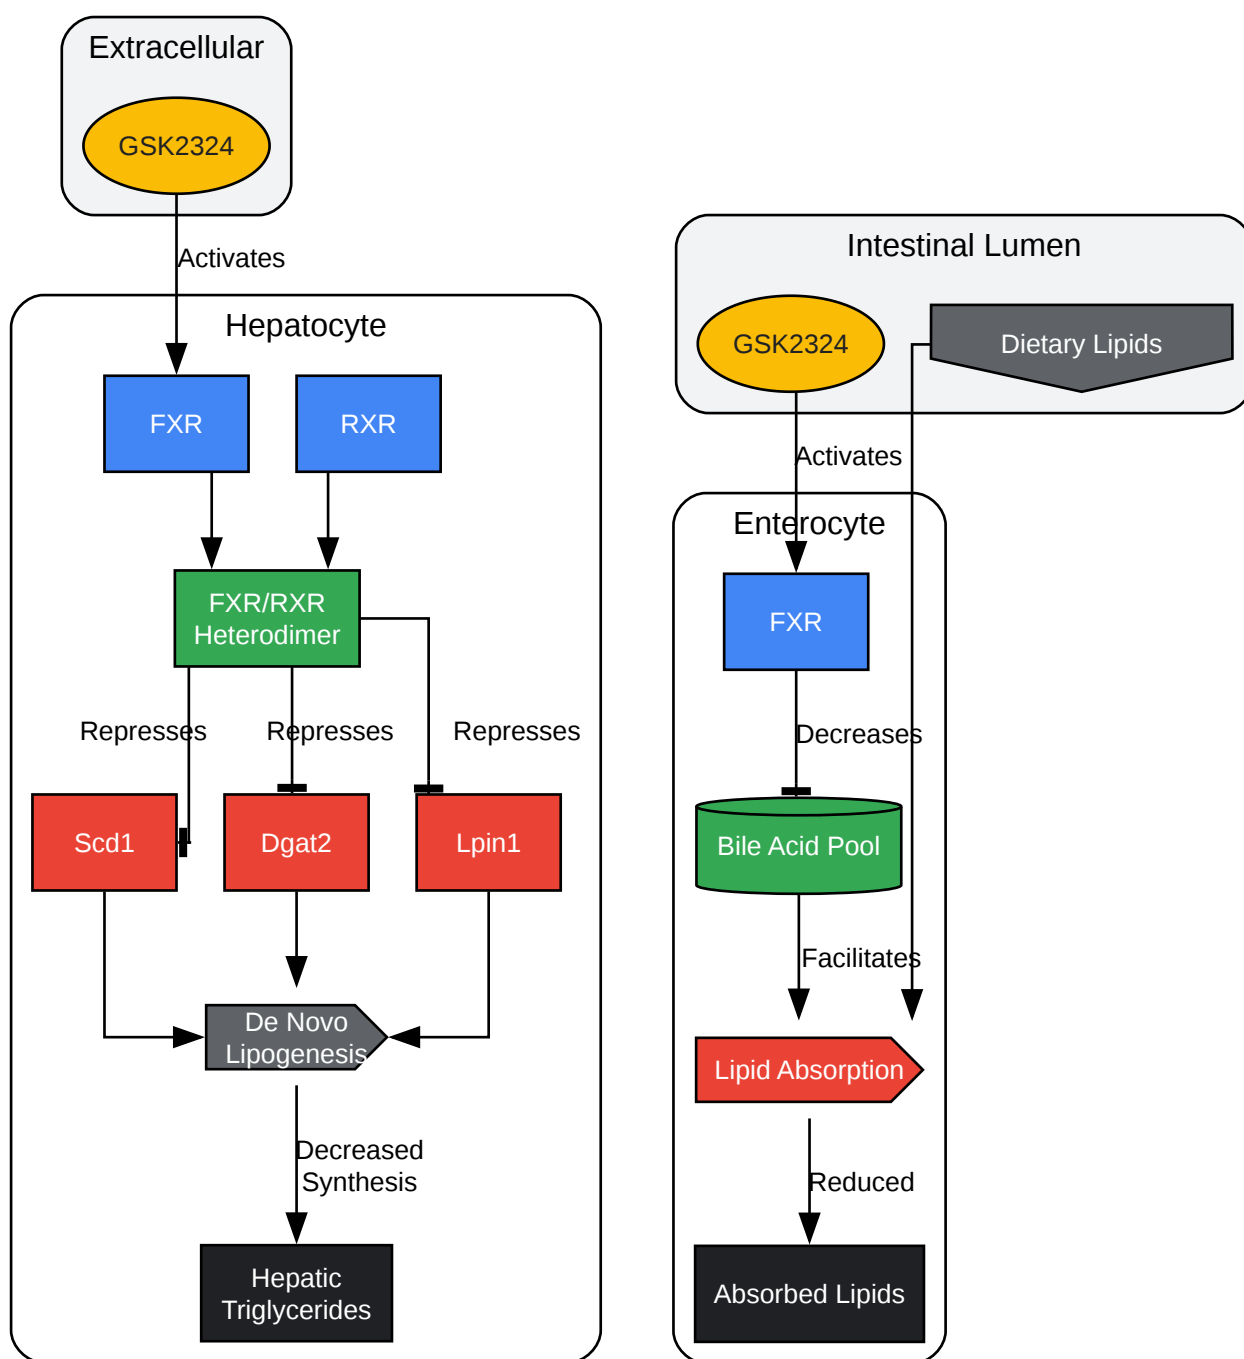 Extracellular
GSK2324
Activates
Hepatocyte
FXR
RXR
FXR/RXR
Heterodimer
Represses
Represses
Represses
Scd1
Dgat2
Lpin1
De Novo
Lipogenesis
Decreased
Synthesis
Hepatic
Triglycerides
Intestinal Lumen
GSK2324
Dietary Lipids
Activates
Enterocyte
FXR
Decreases
Bile Acid Pool
Facilitates
Lipid Absorption
Reduced
Absorbed Lipids